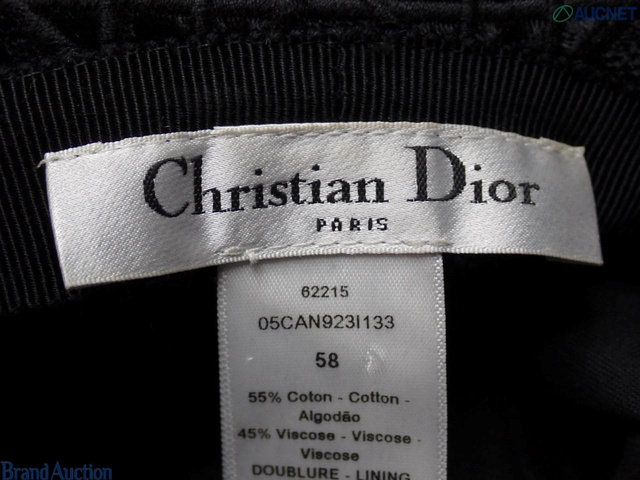 AUCNET
Christian Dior
PARIS
62215
05CAN923I133
58
55% Coton - Cotton -
Algodão
45% Viscose - Viscose -
Viscose
DOUBLURE - LINING
Brand Auction